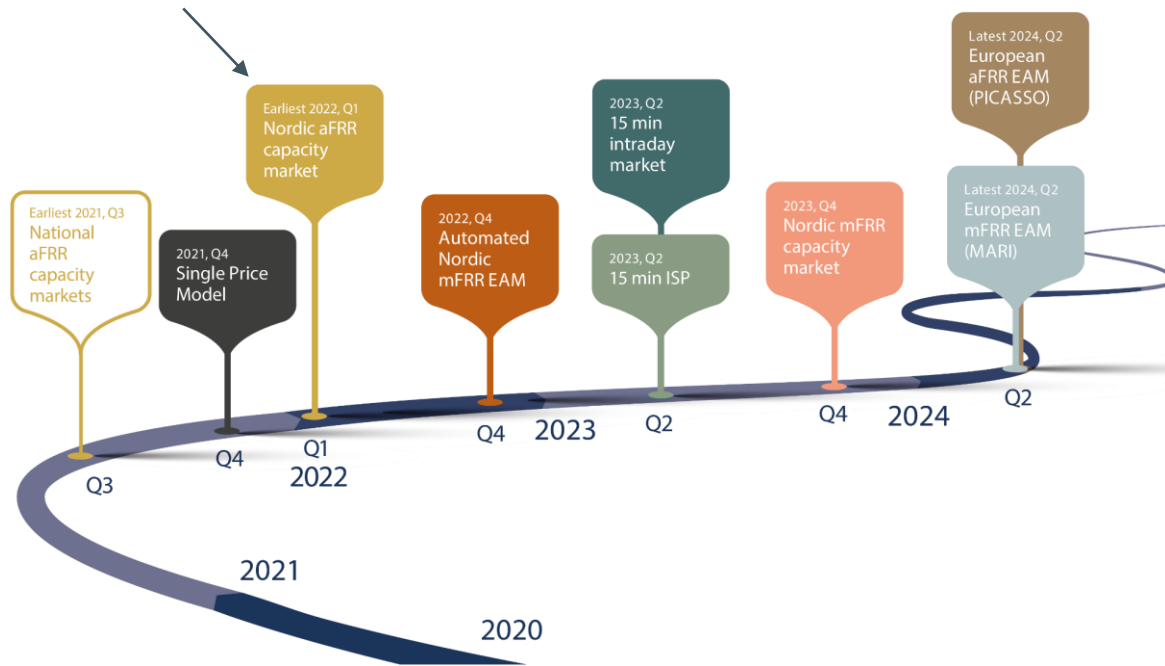 Earliest 2021, Q3
National
aFRR
capacity
markets
2021, Q4
Single Price
Model
Earliest 2022, Q1
Nordic aFRR
capacity
market
2022, Q4
Automated
Nordic
mFRR EAM
2023, Q2
15 min
intraday
market
2023, Q2
15 min ISP
2023, Q4
Nordic mFRR
capacity
market
Latest 2024, Q2
European
aFRR EAM
(PICASSO)
Latest 2024, Q2
European
mFRR EAM
(MARI)
Q3
Q4
Q1
2022
Q4
2023
Q2
Q4
2024
Q2
2021
2020